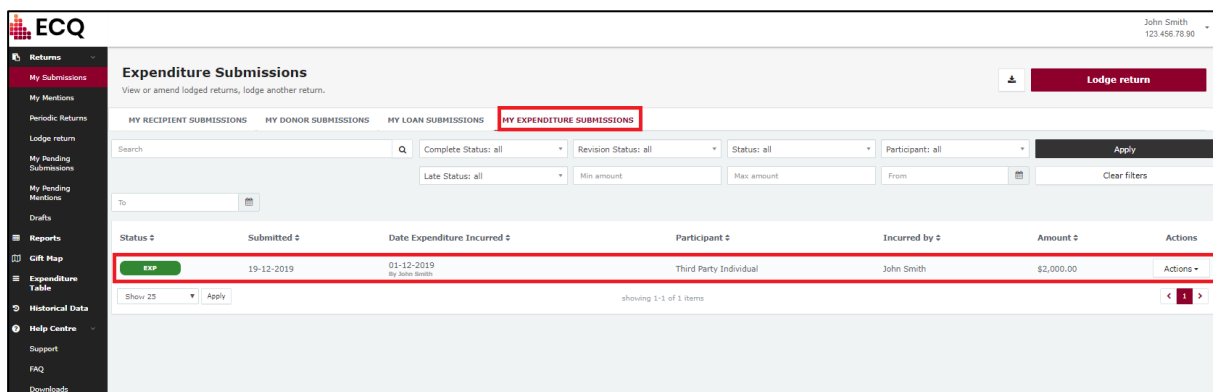 ECQ
John Smith
123.456.78.90
Returns
My Submissions
My Mentions
Periodic Returns
Lodge return
My Pending
Submissions
My Pending
Mentions
Drafts
Reports
Gift Map
Expenditure
Table
Historical Data
Help Centre
Support
FAQ
Downloads
Expenditure Submissions
View or amend lodged returns, lodge another return.
Lodge return
MY RECIPIENT SUBMISSIONS MY DONOR SUBMISSIONS MY LOAN SUBMISSIONS MY EXPENDITURE SUBMISSIONS
Search Complete Status: all Revision Status: all Status: all Participant: all Apply
Late Status: all Min amount Max amount From Clear filters
To
Status Submitted Date Expenditure Incurred Participant Incurred by Amount Actions
EXP 19-12-2019 01-12-2019 Third Party Individual John Smith $2,000.00 Actions
By John Smith
Show 25 Apply showing 1-1 of 1 items < 1 >